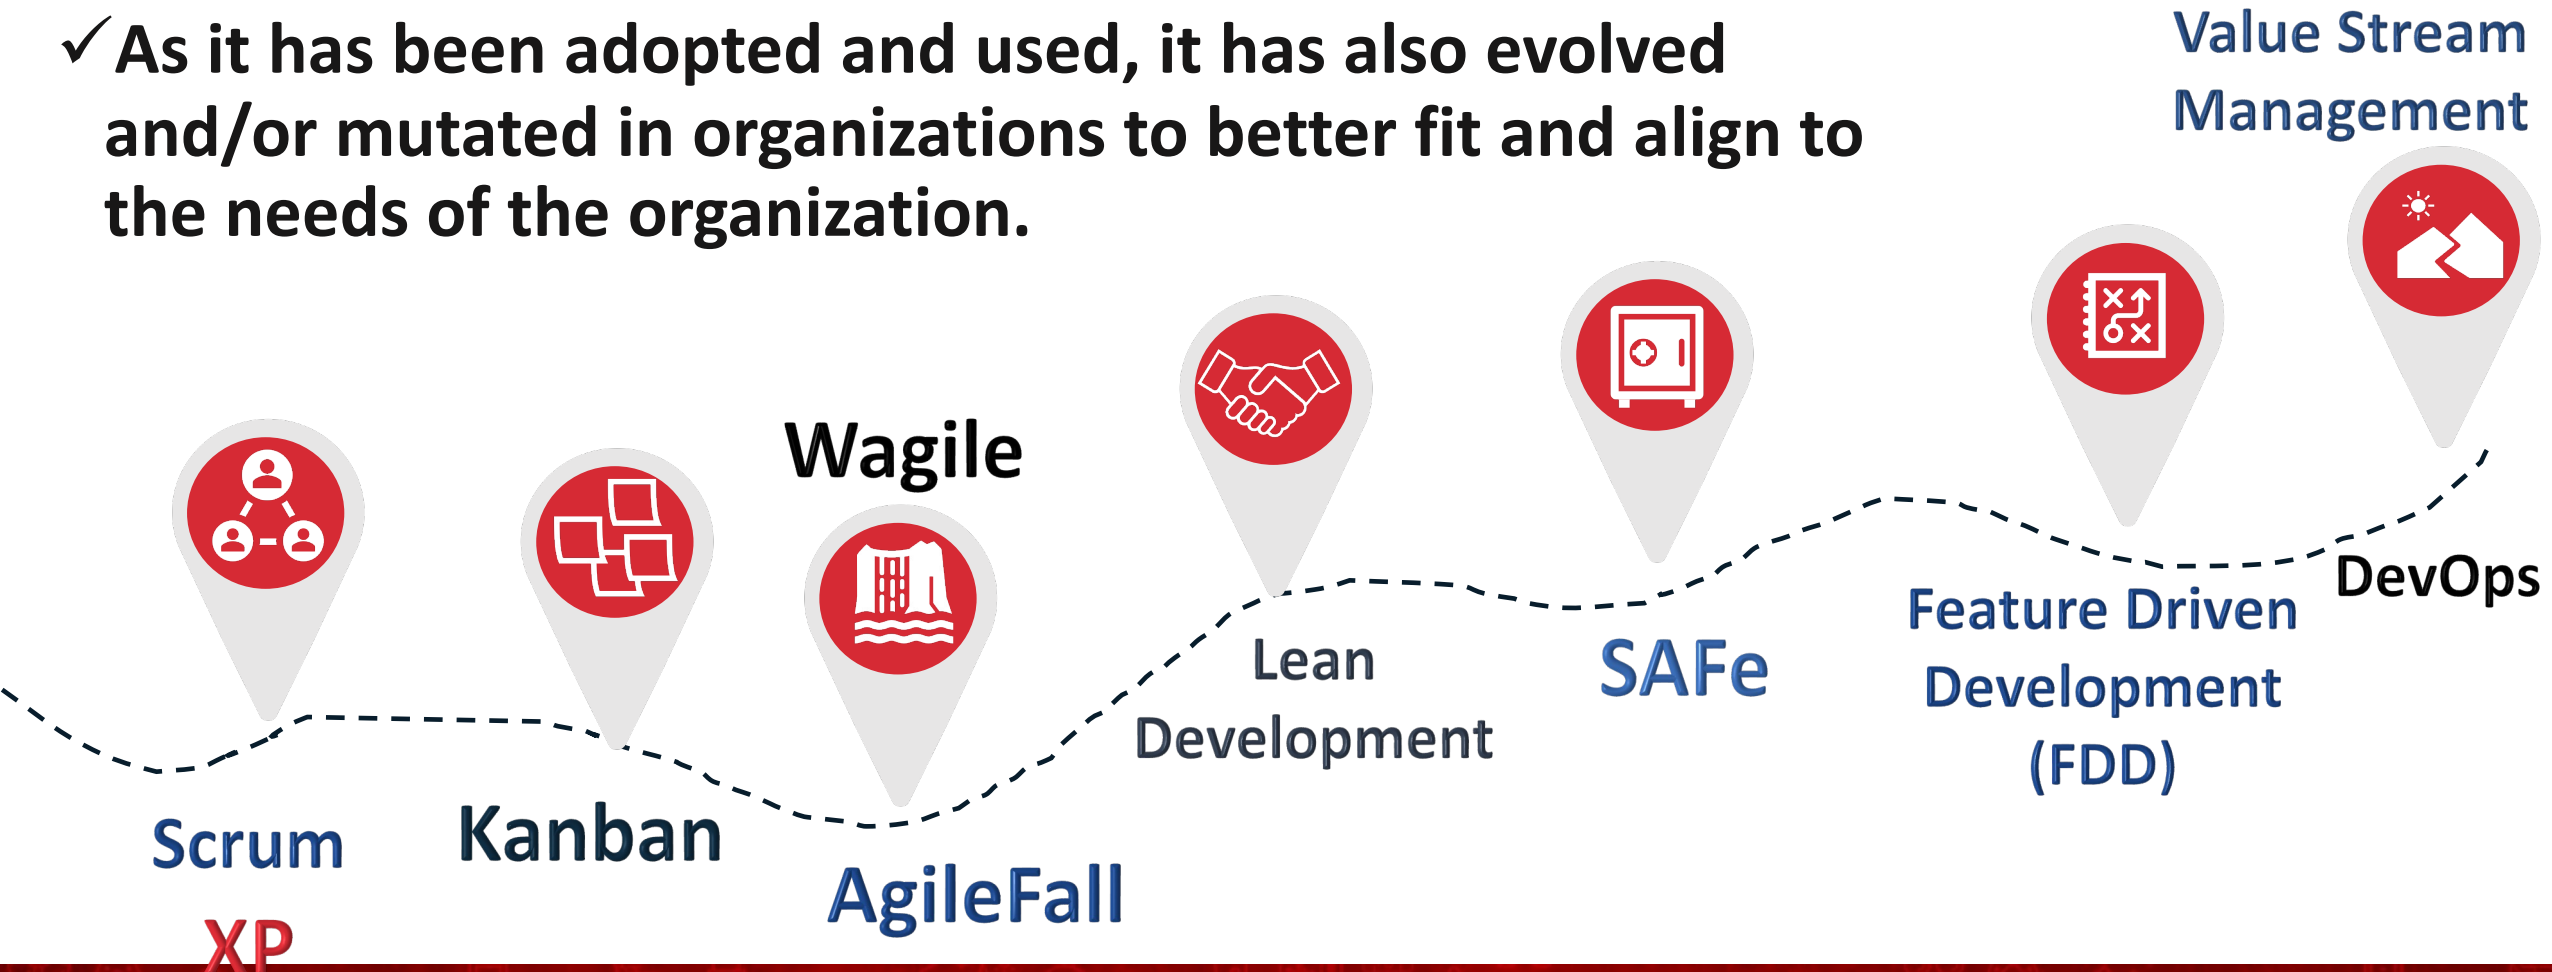 ✓As it has been adopted and used, it has also evolved
and/or mutated in organizations to better fit and align to
the needs of the organization.
Value Stream
Management
Wagile
Scrum
XP
Kanban
AgileFall
Lean
Development
SAFe
Feature Driven
Development
(FDD)
DevOps